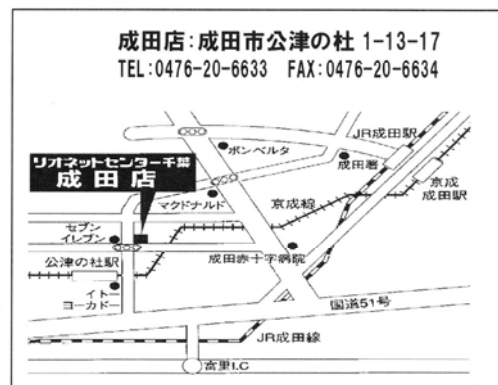 成田店:成田市公津の杜 1-13-17
TEL:0476-20-6633 FAX:0476-20-6634
JR成田駅
ボンベルタ
成田署
リオネットセンター千葉
成田店
京成
成田駅
マクドナルド
京成線
セブン
イレブン
成田赤十字病院
公津の杜駅
イトー
ヨーカドー
国道51号
JR成田線
富里I.C